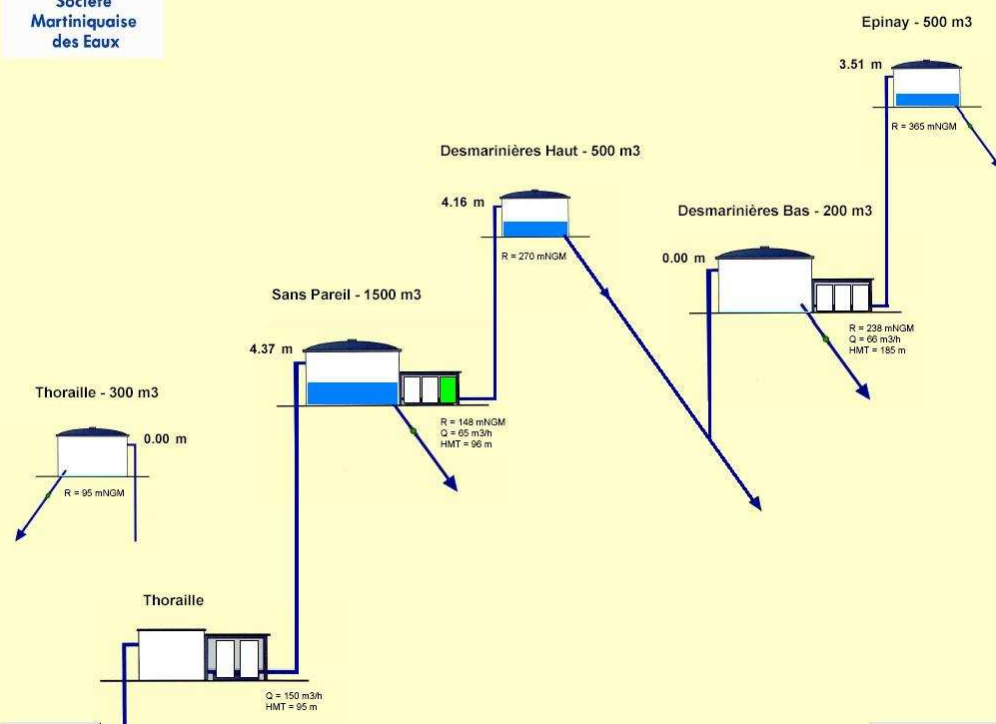 Société
Martiniquaise
des Eaux
Epinay - 500 m3
3.51 m
R = 365 mNGM
Desmarinières Haut - 500 m3
4.16 m
R = 270 mNGM
Desmarinières Bas - 200 m3
0.00 m
R = 238 mNGM
Q = 66 m3/h
HMT = 185 m
Sans Pareil - 1500 m3
4.37 m
R = 148 mNGM
Q = 65 m3/h
HMT = 96 m
Thoraille - 300 m3
0.00 m
R = 95 mNGM
Thoraille
Q = 150 m3/h
HMT = 95 m